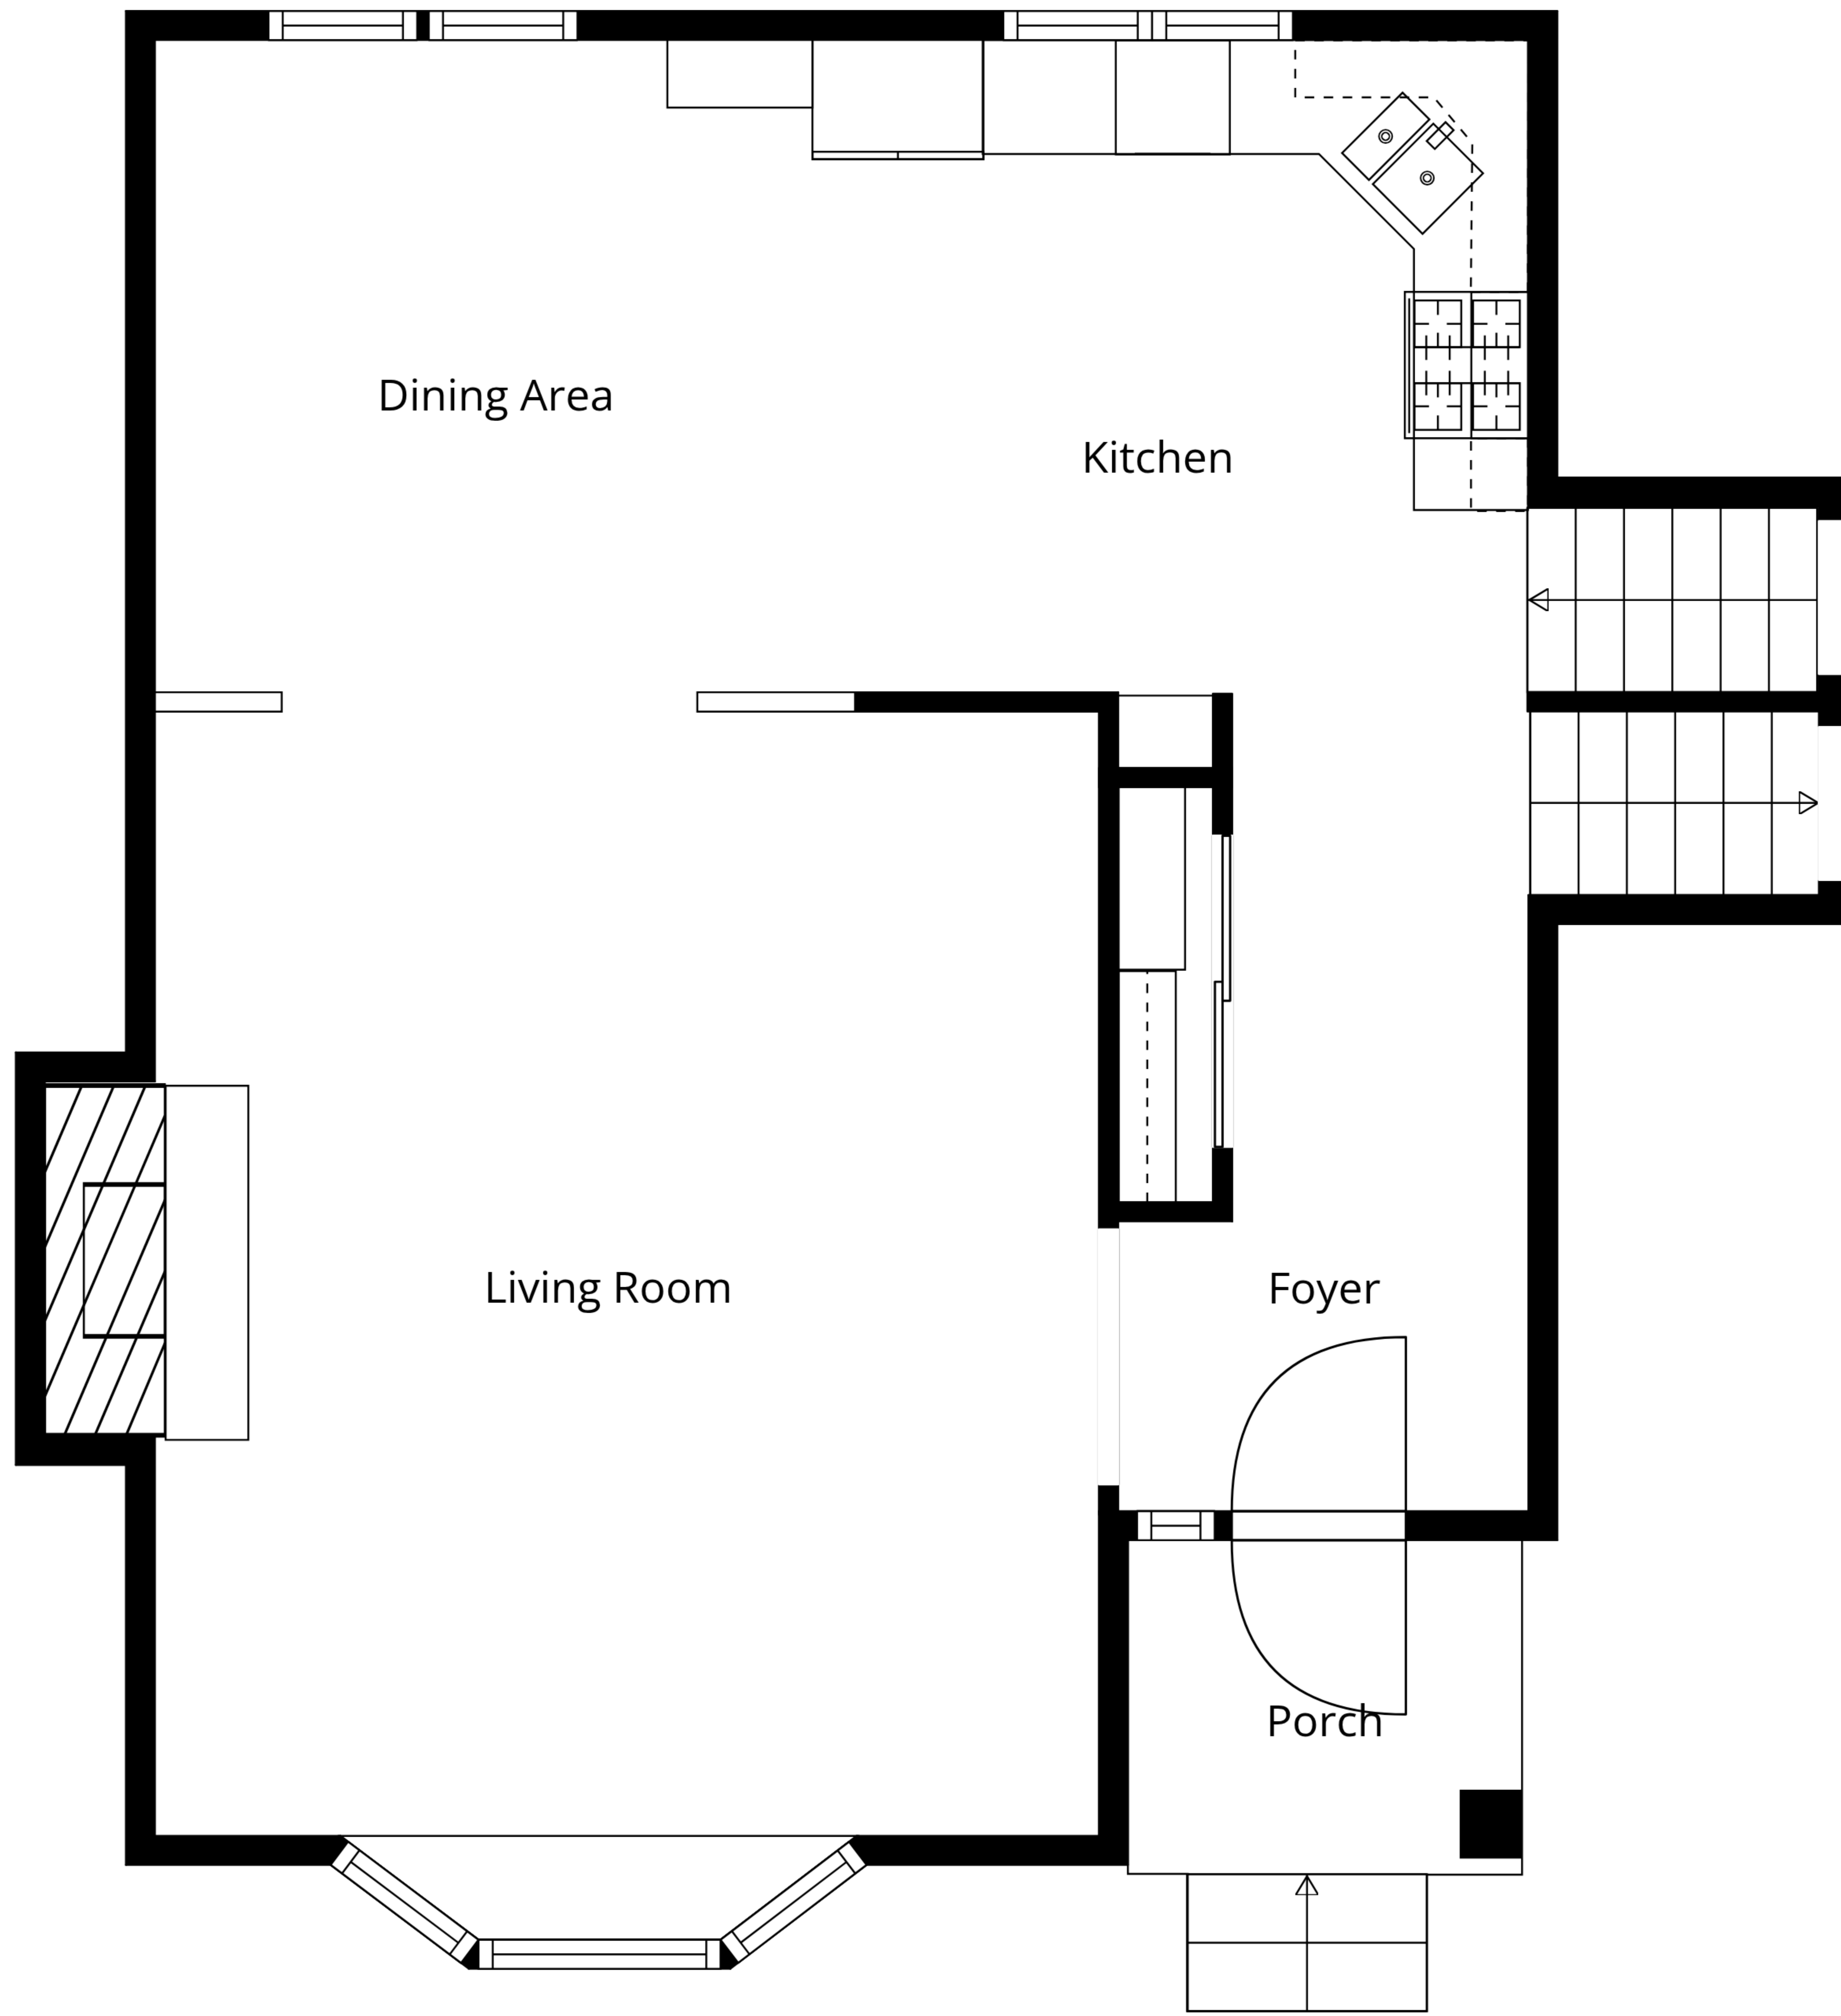 Dining Area
Kitchen
Living Room
Foyer
Porch